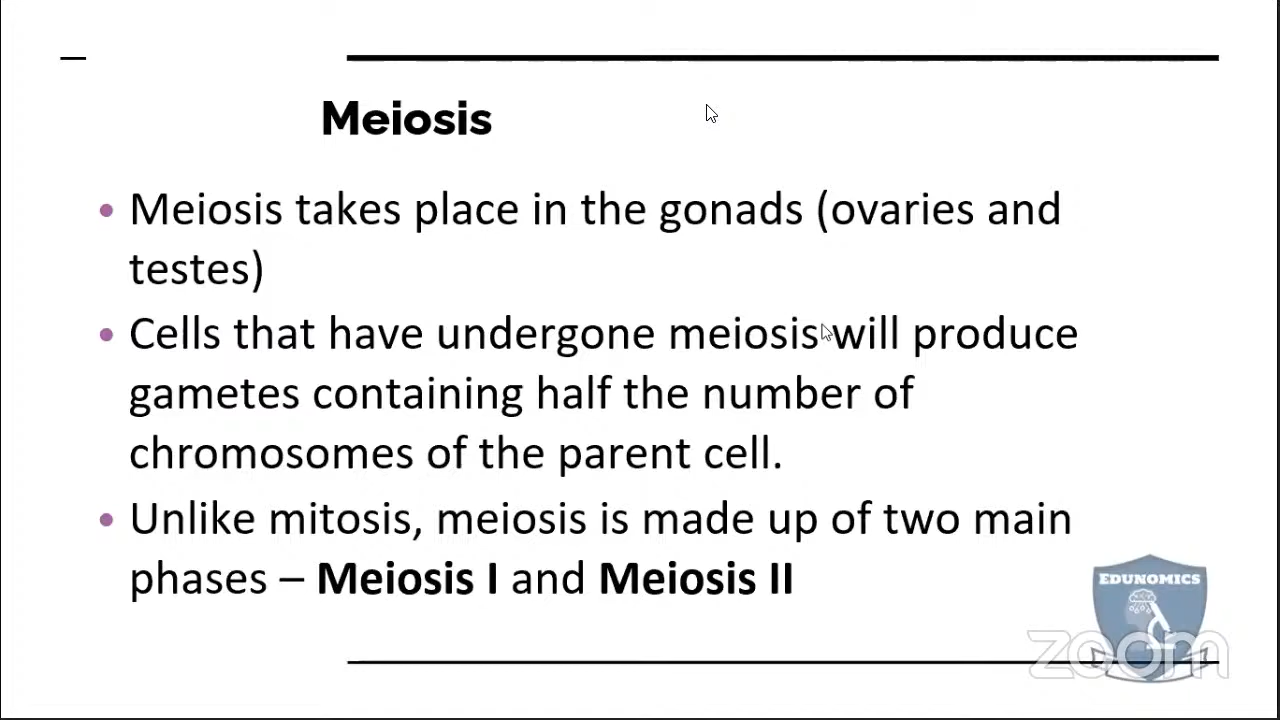 Meiosis
• Meiosis takes place in the gonads (ovaries and
testes)
• Cells that have undergone meiosis will produce
gametes containing half the number of
chromosomes of the parent cell.
• Unlike mitosis, meiosis is made up of two main
phases – Meiosis I and Meiosis II
EDUNOMICS
zoom